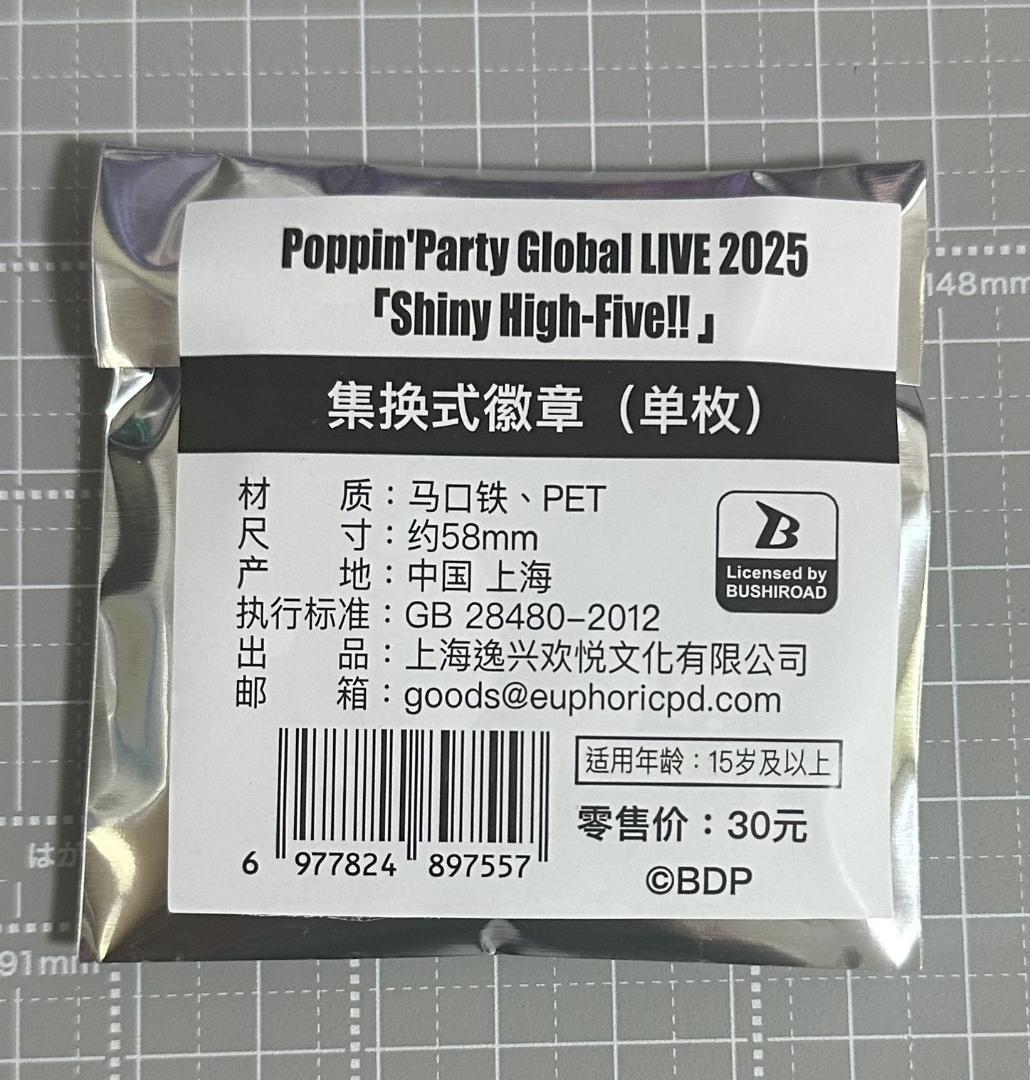 Poppin'Party Global LIVE 2025
「Shiny High-Five!!」
集换式徽章（单枚）
材 质：马口铁、PET
尺 寸：约58mm
产 地：中国 上海
执行标准：GB 28480-2012
出 品：上海逸兴欢悦文化有限公司
邮 箱：goods@euphoricpd.com
B
Licensed by
BUSHIROAD
适用年龄：15岁及以上
零售价：30元
©BDP
6 977824 897557
148mm
はが
91mm